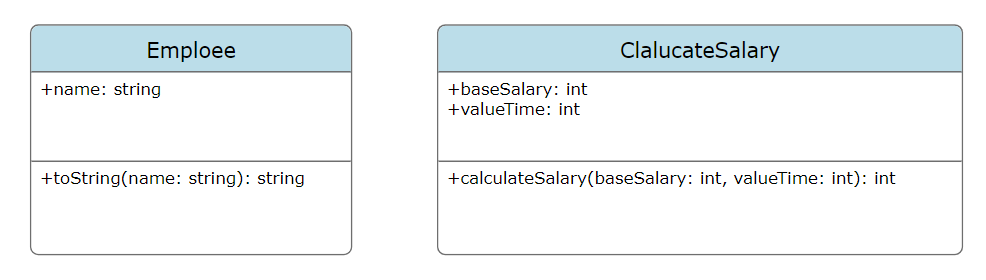 Emploee
+name: string
+toString(name: string): string
ClalucateSalary
+baseSalary: int
+valueTime: int
+calculateSalary(baseSalary: int, valueTime: int): int